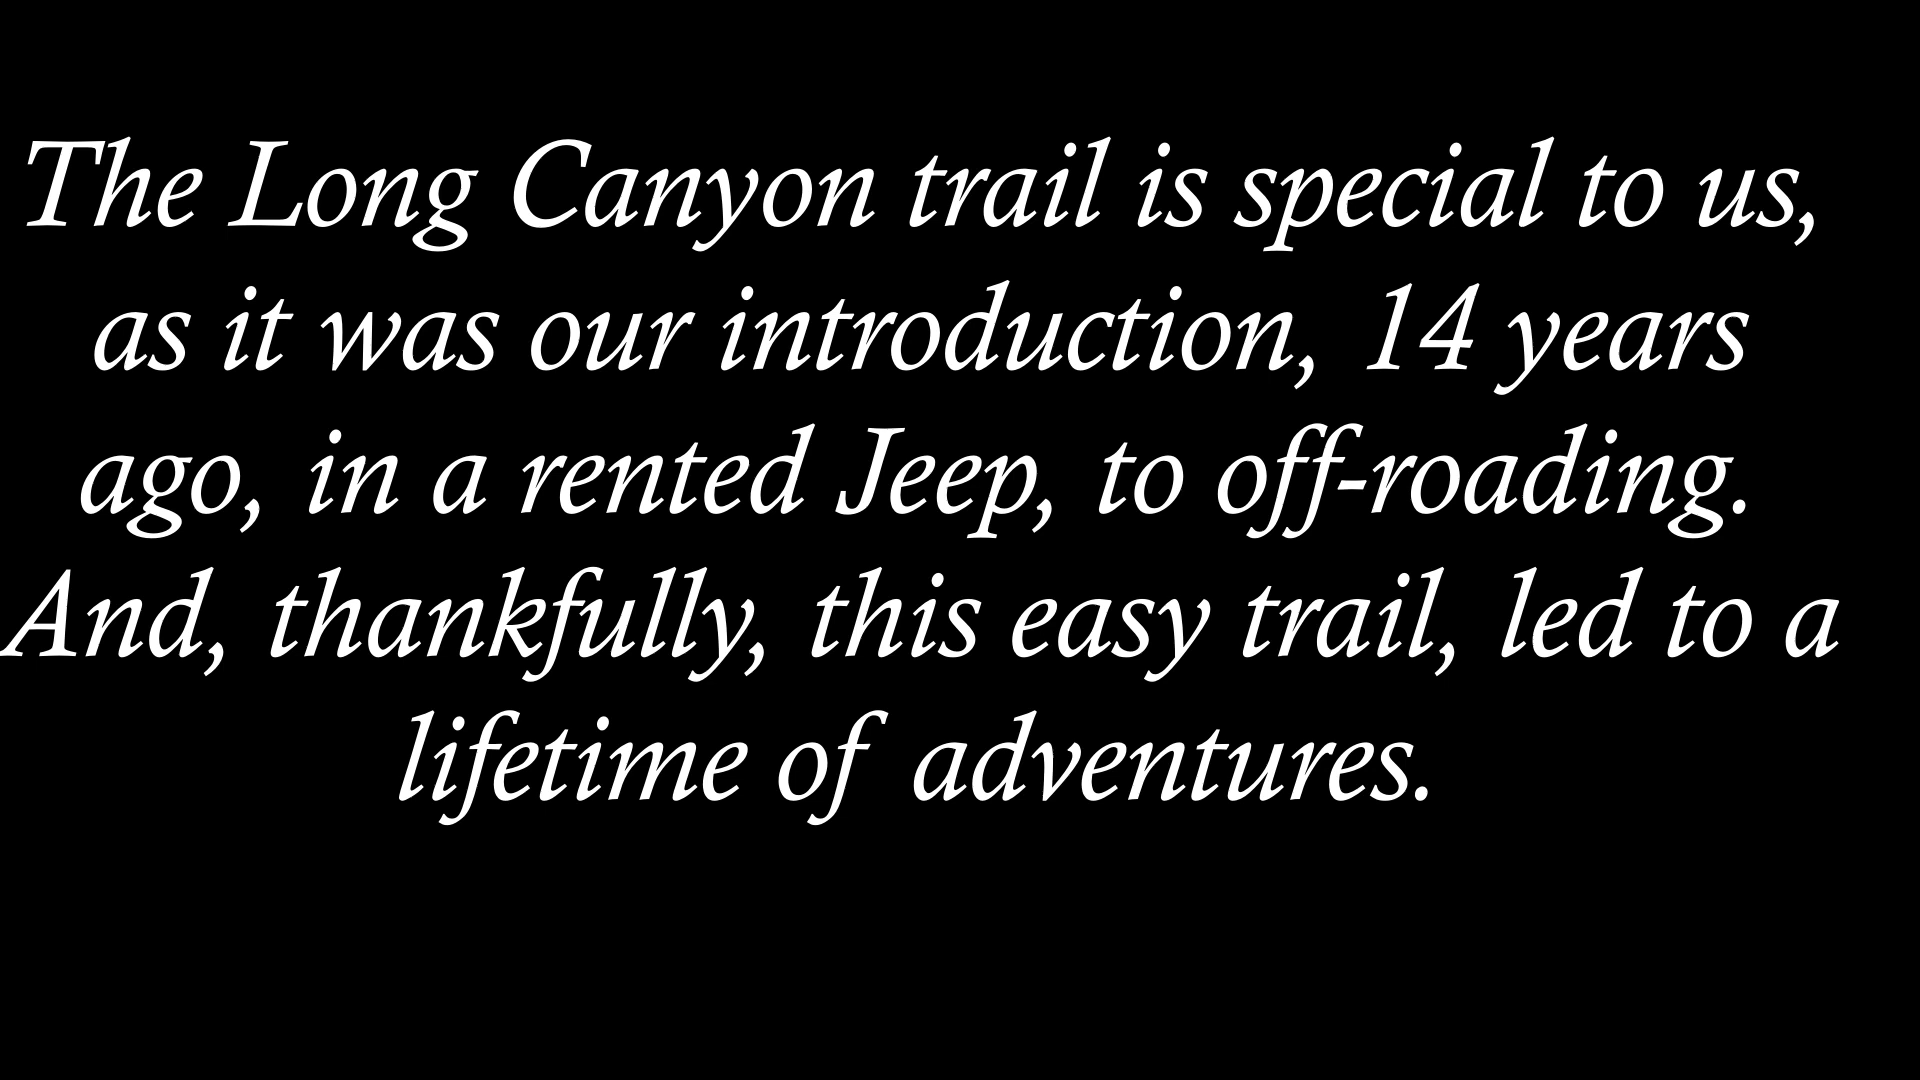 The Long Canyon trail is special to us,
as it was our introduction, 14 years
ago, in a rented Jeep, to off-roading.
And, thankfully, this easy trail, led to a
lifetime of adventures.